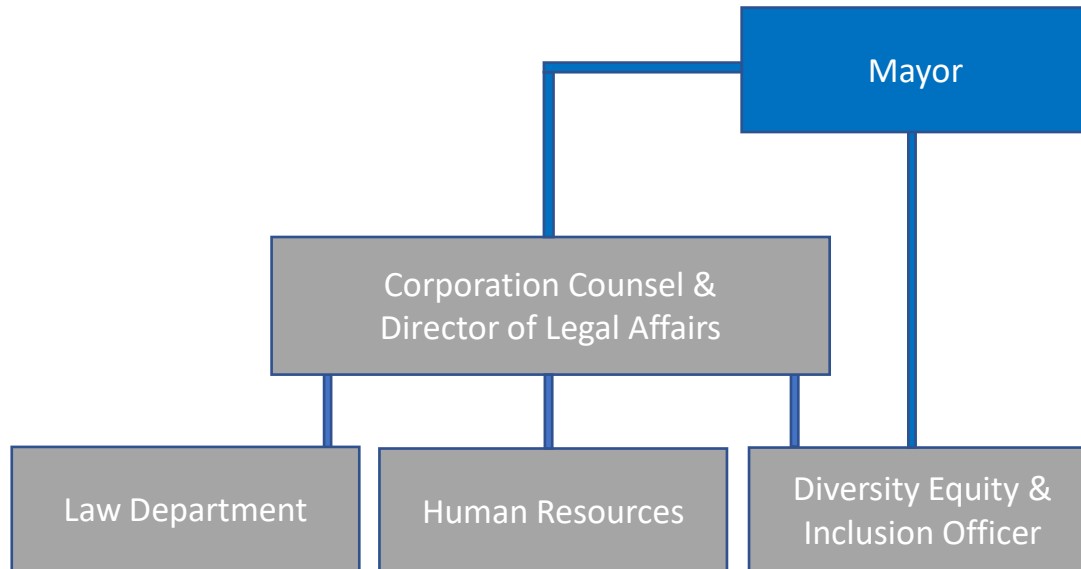 Mayor
Corporation Counsel &
Director of Legal Affairs
Law Department
Human Resources
Diversity Equity &
Inclusion Officer